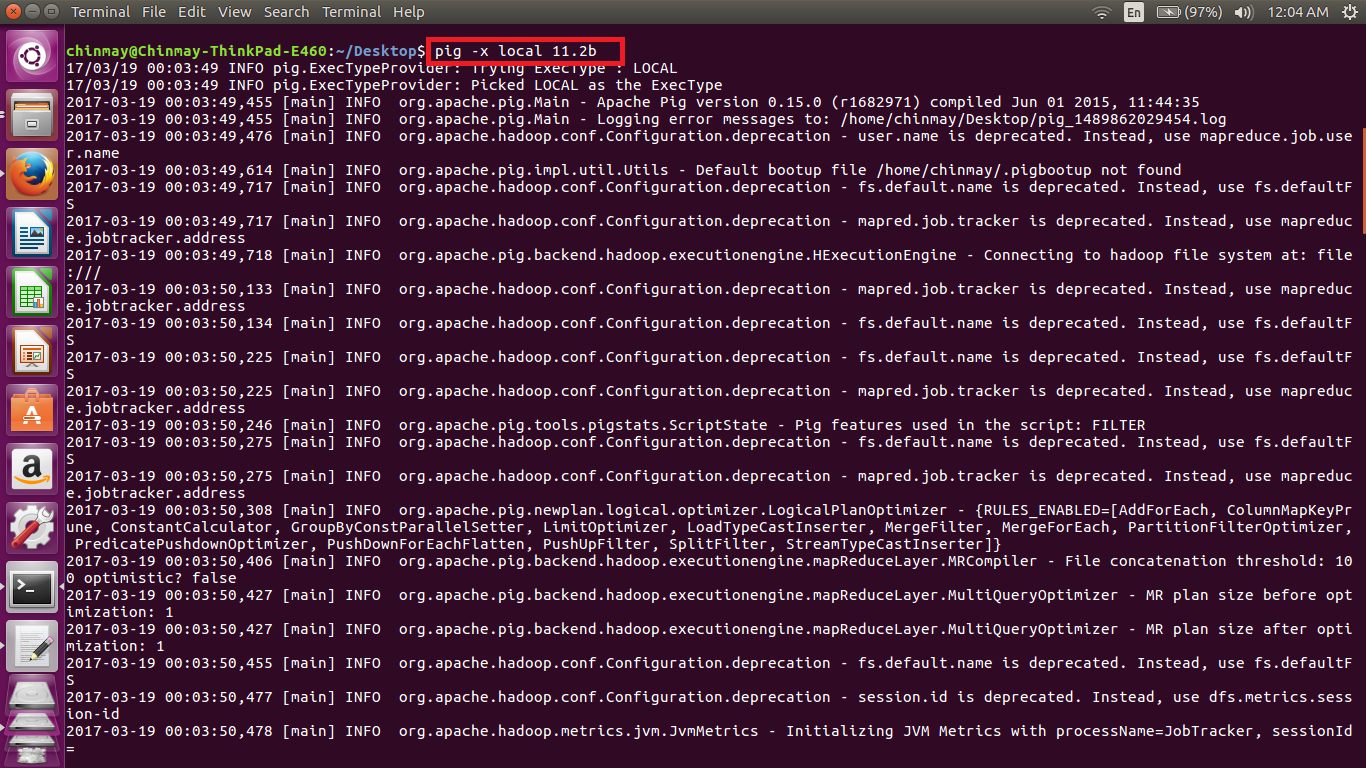 Terminal File Edit View Search Terminal Help En (97%) 12:04 AM
chinmay@Chinmay-ThinkPad-E460:~/Desktop$ pig -x local 11.2b
17/03/19 00:03:49 INFO pig.ExecTypeProvider: Trying ExecType : LOCAL
17/03/19 00:03:49 INFO pig.ExecTypeProvider: Picked LOCAL as the ExecType
2017-03-19 00:03:49,455 [main] INFO  org.apache.pig.Main - Apache Pig version 0.15.0 (r1682971) compiled Jun 01 2015, 11:44:35
2017-03-19 00:03:49,455 [main] INFO  org.apache.pig.Main - Logging error messages to: /home/chinmay/Desktop/pig_1489862029454.log
2017-03-19 00:03:49,476 [main] INFO  org.apache.hadoop.conf.Configuration.deprecation - user.name is deprecated. Instead, use mapreduce.job.use
r.name
2017-03-19 00:03:49,614 [main] INFO  org.apache.pig.impl.util.Utils - Default bootup file /home/chinmay/.pigbootup not found
2017-03-19 00:03:49,717 [main] INFO  org.apache.hadoop.conf.Configuration.deprecation - fs.default.name is deprecated. Instead, use fs.defaultF
S
2017-03-19 00:03:49,717 [main] INFO  org.apache.hadoop.conf.Configuration.deprecation - mapred.job.tracker is deprecated. Instead, use mapreduc
e.jobtracker.address
2017-03-19 00:03:49,718 [main] INFO  org.apache.pig.backend.hadoop.executionengine.HExecutionEngine - Connecting to hadoop file system at: file
:///
2017-03-19 00:03:50,133 [main] INFO  org.apache.hadoop.conf.Configuration.deprecation - mapred.job.tracker is deprecated. Instead, use mapreduc
e.jobtracker.address
2017-03-19 00:03:50,134 [main] INFO  org.apache.hadoop.conf.Configuration.deprecation - fs.default.name is deprecated. Instead, use fs.defaultF
S
2017-03-19 00:03:50,225 [main] INFO  org.apache.hadoop.conf.Configuration.deprecation - fs.default.name is deprecated. Instead, use fs.defaultF
S
2017-03-19 00:03:50,225 [main] INFO  org.apache.hadoop.conf.Configuration.deprecation - mapred.job.tracker is deprecated. Instead, use mapreduc
e.jobtracker.address
2017-03-19 00:03:50,246 [main] INFO  org.apache.pig.tools.pigstats.ScriptState - Pig features used in the script: FILTER
2017-03-19 00:03:50,275 [main] INFO  org.apache.hadoop.conf.Configuration.deprecation - fs.default.name is deprecated. Instead, use fs.defaultF
S
2017-03-19 00:03:50,275 [main] INFO  org.apache.hadoop.conf.Configuration.deprecation - mapred.job.tracker is deprecated. Instead, use mapreduc
e.jobtracker.address
2017-03-19 00:03:50,308 [main] INFO  org.apache.pig.newplan.logical.optimizer.LogicalPlanOptimizer - {RULES_ENABLED=[AddForEach, ColumnMapKeyPr
une, ConstantCalculator, GroupByConstParallelSetter, LimitOptimizer, LoadTypeCastInserter, MergeFilter, MergeForEach, PartitionFilterOptimizer,
 PredicatePushdownOptimizer, PushDownForEachFlatten, PushUpFilter, SplitFilter, StreamTypeCastInserter]}
2017-03-19 00:03:50,406 [main] INFO  org.apache.pig.backend.hadoop.executionengine.mapReduceLayer.MRCompiler - File concatenation threshold: 10
0 optimistic? false
2017-03-19 00:03:50,427 [main] INFO  org.apache.pig.backend.hadoop.executionengine.mapReduceLayer.MultiQueryOptimizer - MR plan size before opt
imization: 1
2017-03-19 00:03:50,427 [main] INFO  org.apache.pig.backend.hadoop.executionengine.mapReduceLayer.MultiQueryOptimizer - MR plan size after opti
mization: 1
2017-03-19 00:03:50,455 [main] INFO  org.apache.hadoop.conf.Configuration.deprecation - fs.default.name is deprecated. Instead, use fs.defaultF
S
2017-03-19 00:03:50,477 [main] INFO  org.apache.hadoop.conf.Configuration.deprecation - session.id is deprecated. Instead, use dfs.metrics.sess
ion-id
2017-03-19 00:03:50,478 [main] INFO  org.apache.hadoop.metrics.jvm.JvmMetrics - Initializing JVM Metrics with processName=JobTracker, sessionId
=